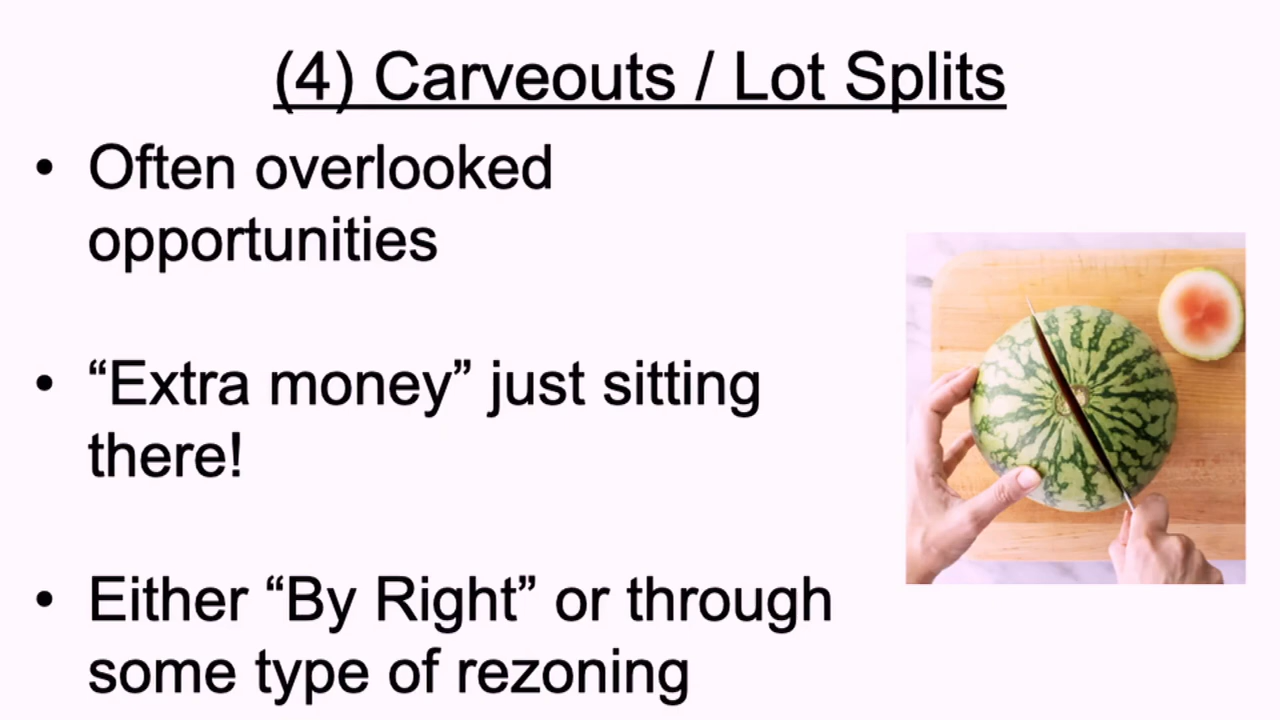 (4) Carveouts / Lot Splits
• Often overlooked
opportunities
• “Extra money” just sitting
there!
• Either “By Right” or through
some type of rezoning